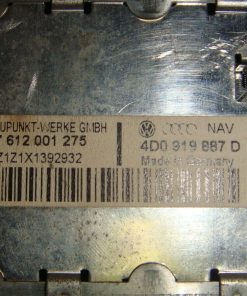 UPUNKT-WERKE GMBH
7 612 001 275
Z1Z1X1392932
NAV
4D0 919 887 D
Made in Germany